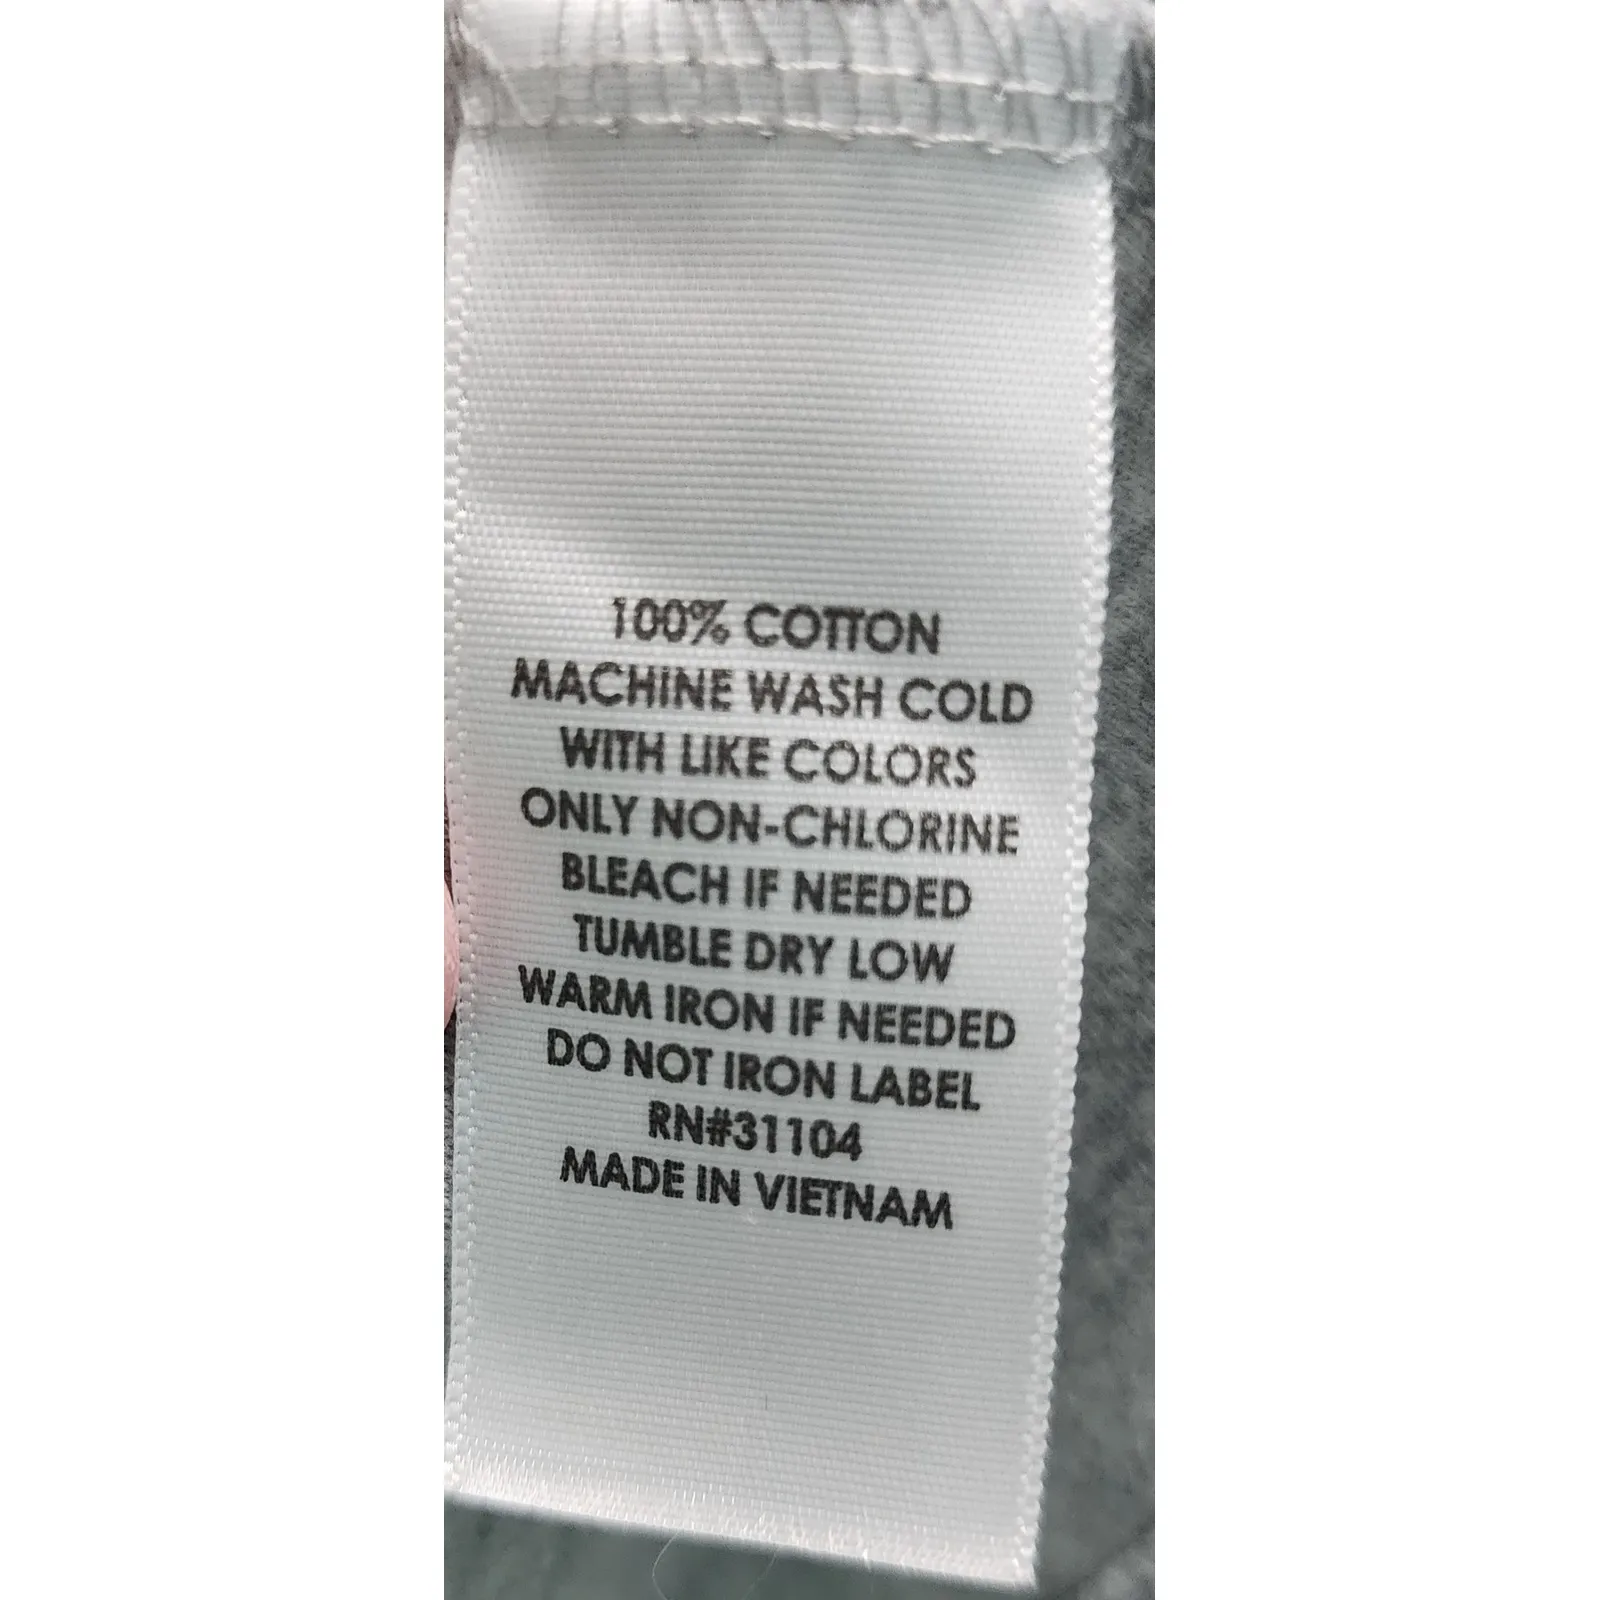 100% COTTON
MACHINE WASH COLD
WITH LIKE COLORS
ONLY NON-CHLORINE
BLEACH IF NEEDED
TUMBLE DRY LOW
WARM IRON IF NEEDED
DO NOT IRON LABEL
RN#31104
MADE IN VIETNAM